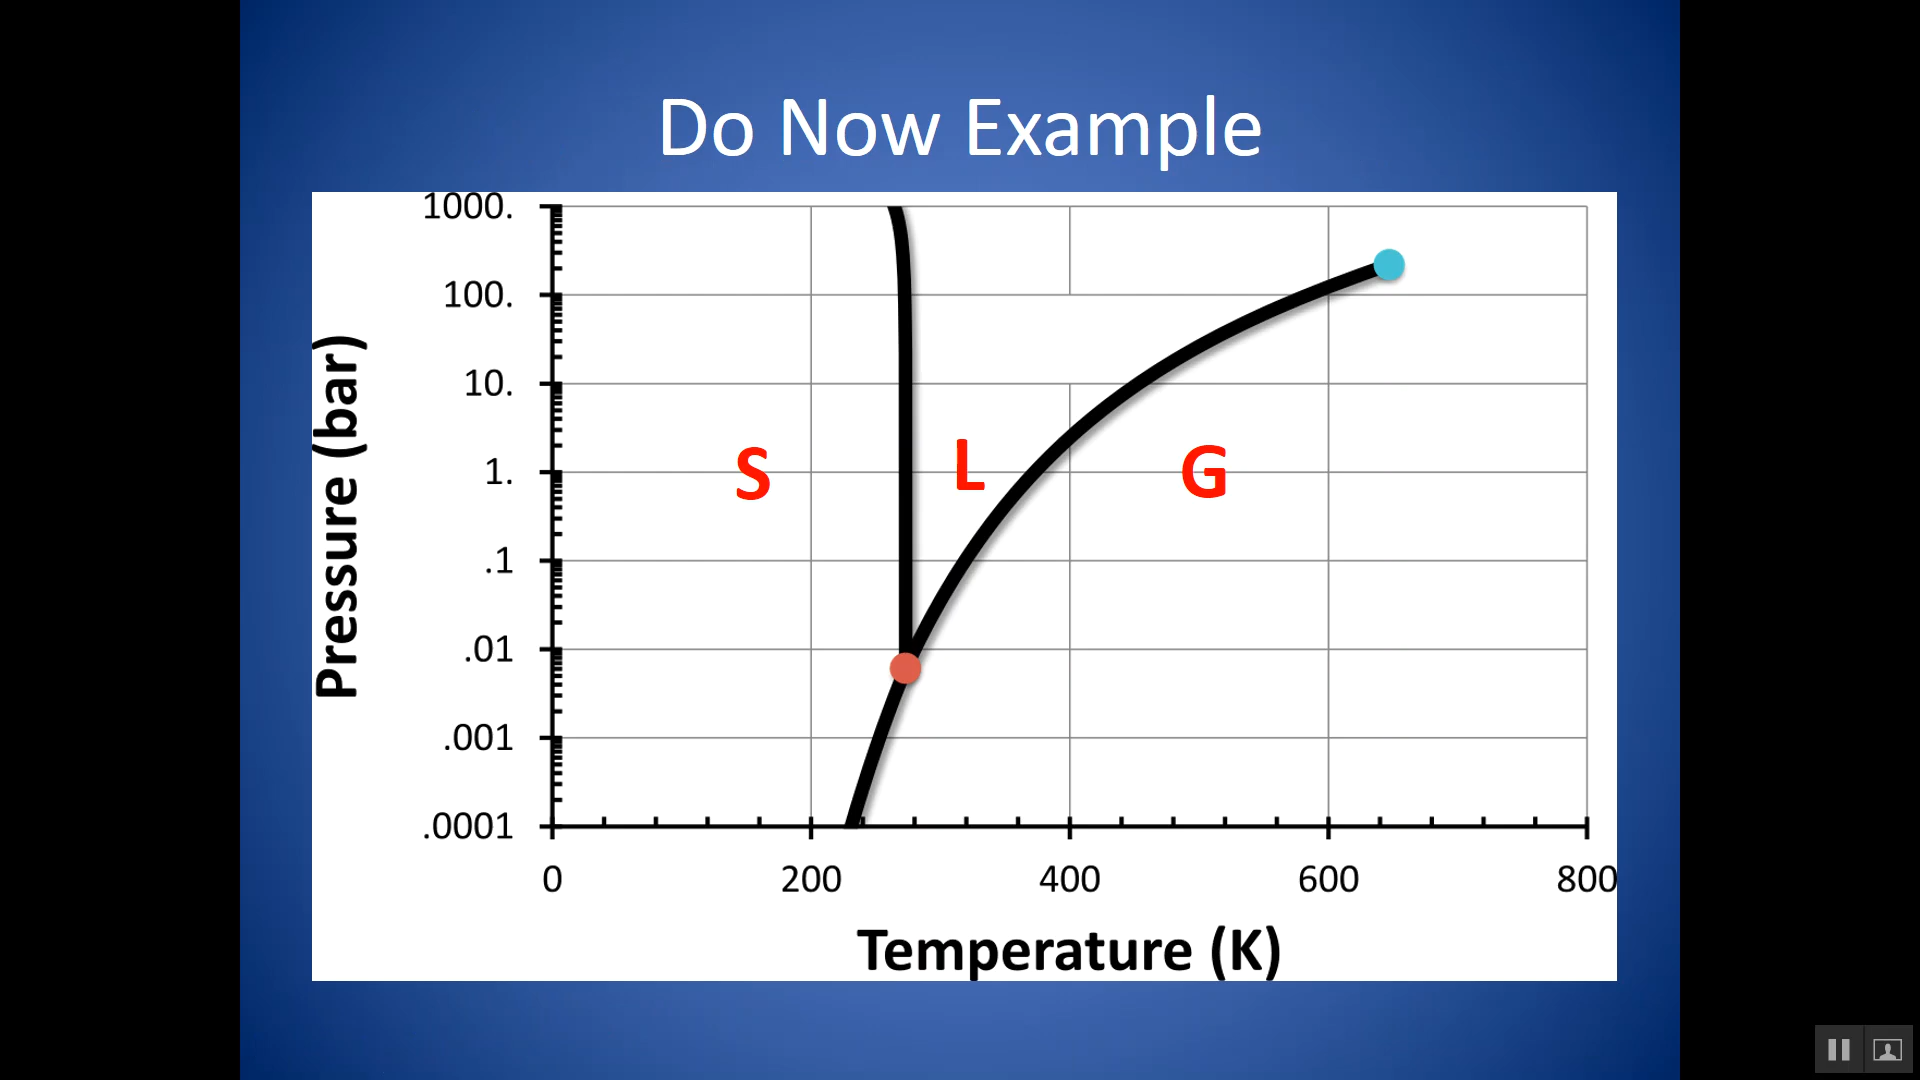 Do Now Example
1000.
100.
10.
1.
.1
.01
.001
.0001
Pressure (bar)
S
L
G
0 200 400 600 800
Temperature (K)